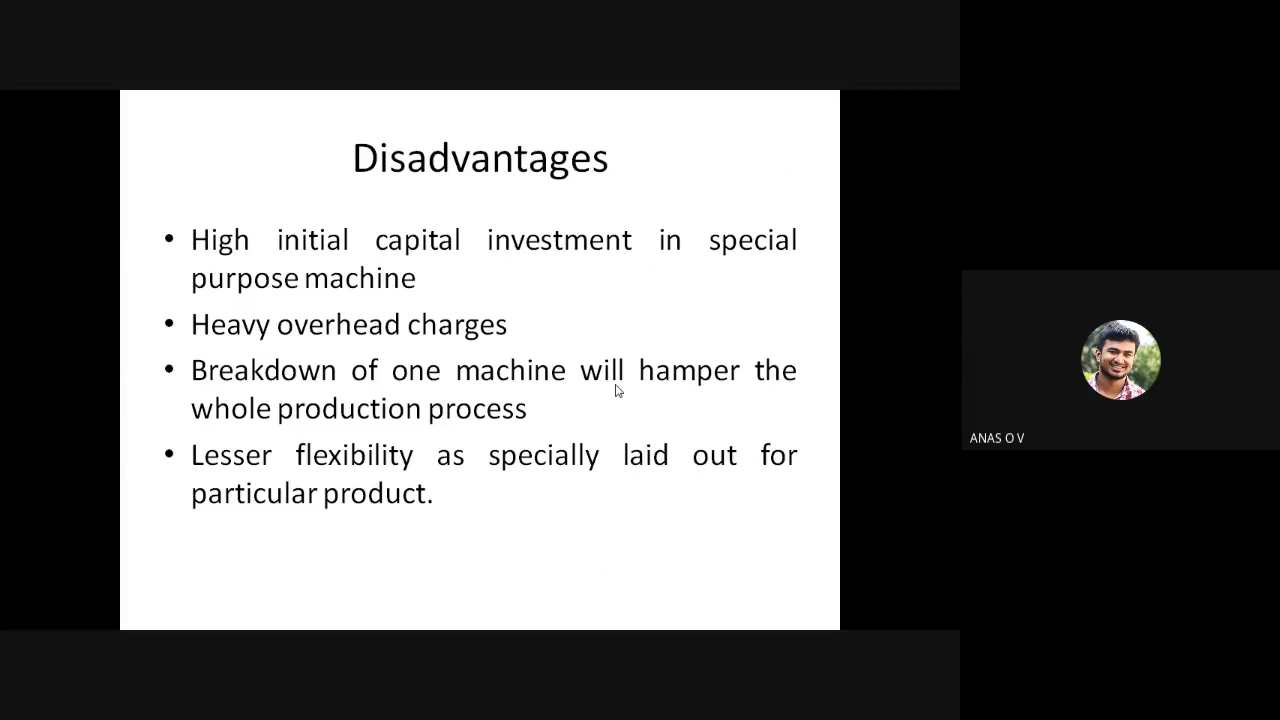 Disadvantages
• High initial capital investment in special
purpose machine
• Heavy overhead charges
• Breakdown of one machine will hamper the
whole production process
• Lesser flexibility as specially laid out for
particular product.
ANAS O V